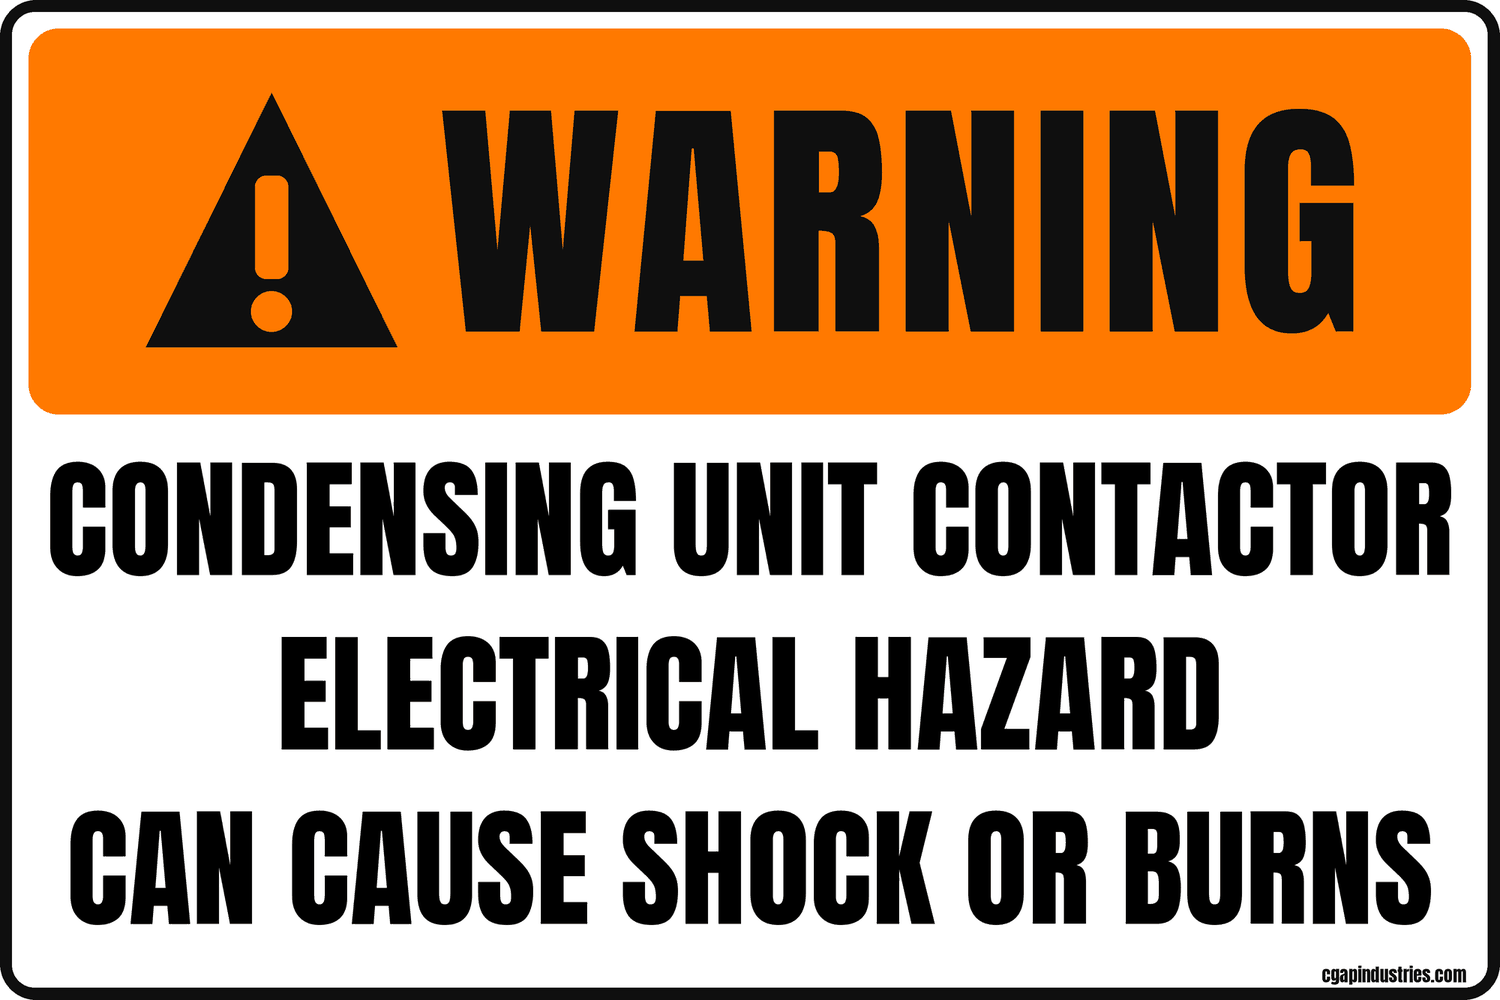 WARNING
CONDENSING UNIT CONTACTOR
ELECTRICAL HAZARD
CAN CAUSE SHOCK OR BURNS
cgapindustries.com